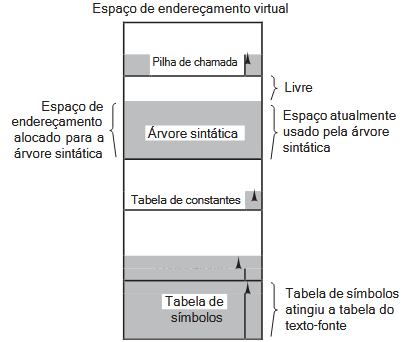 Espaço de endereçamento virtual
Pilha de chamada
Livre
Espaço de
endereçamento
alocado para a
árvore sintática
Árvore sintática
Espaço atualmente
usado pela árvore
sintática
Tabela de constantes
Tabela de
símbolos
Tabela de símbolos
atingiu a tabela do
texto-fonte